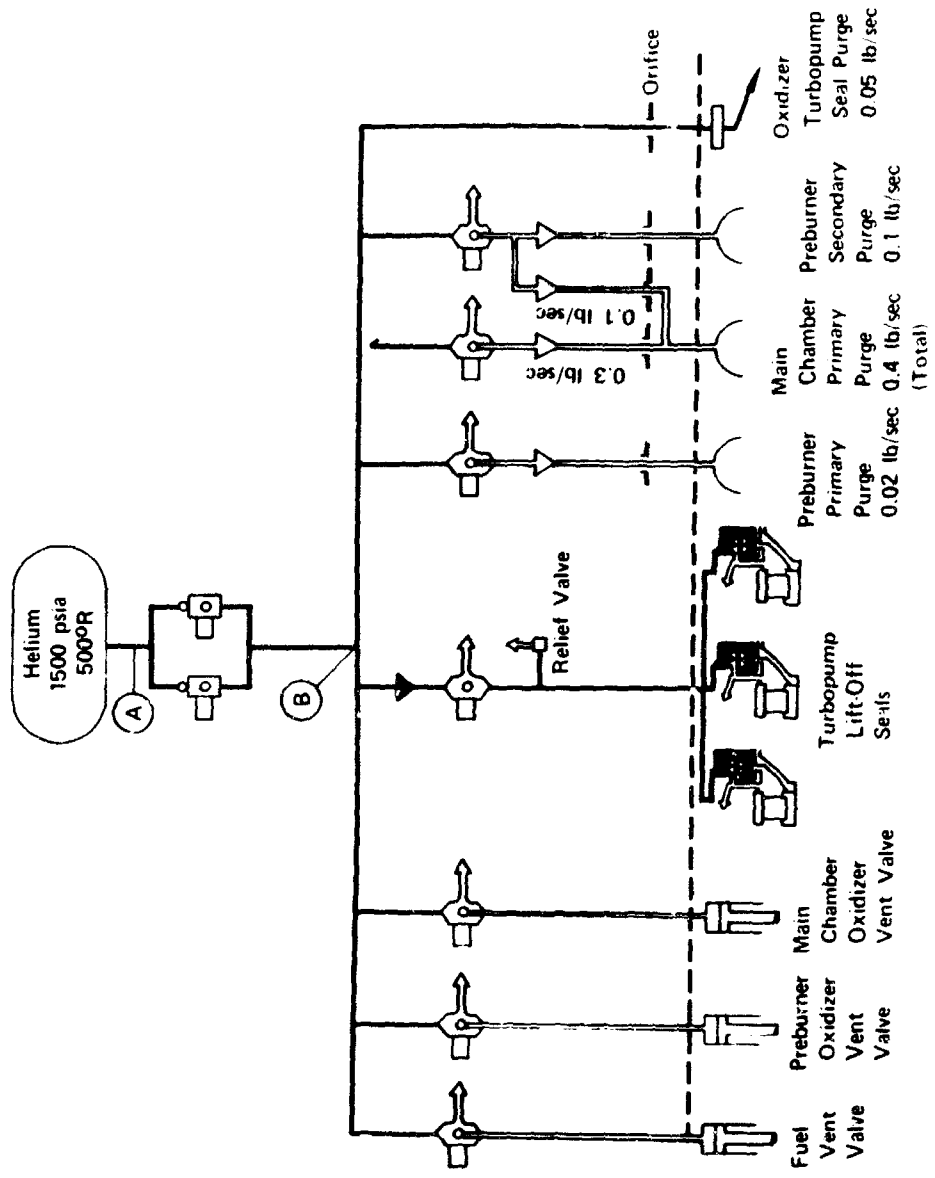 Helium
1500 psia
500ºR
A
B
Relief Valve
0.3 lb/sec
0.1 lb/sec
Orifice
Fuel
Vent
Valve
Preburner
Oxidizer
Vent
Valve
Main
Chamber
Oxidizer
Vent Valve
Turbopump
Lift-Off
Seals
Preburner
Primary
Purge
0.02 lb/sec
Main
Chamber
Primary
Purge
0.4 lb/sec
(Total)
Preburner
Secondary
Purge
0.1 lb/sec
Oxidizer
Turbopump
Seal Purge
0.05 lb/sec